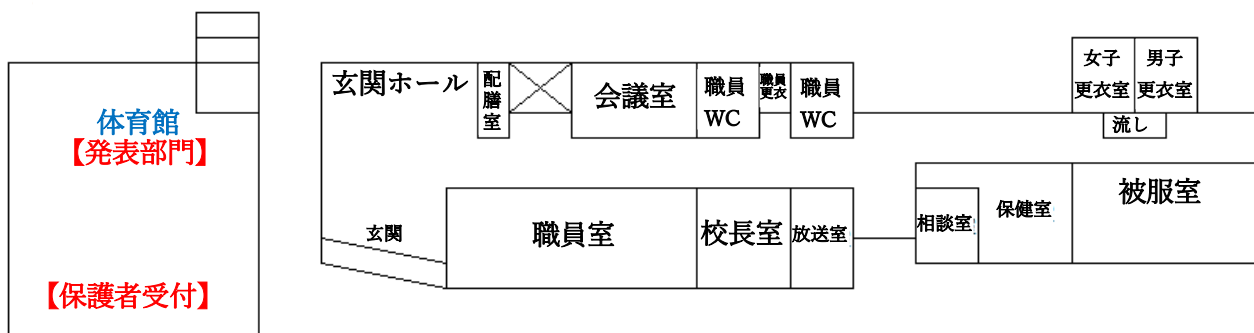 体育館
【発表部門】
【保護者受付】
玄関ホール
配膳室
会議室
職員
WC
職員
更衣
職員
WC
女子
更衣室
男子
更衣室
流し
玄関
職員室
校長室
放送室
相談室
保健室
被服室